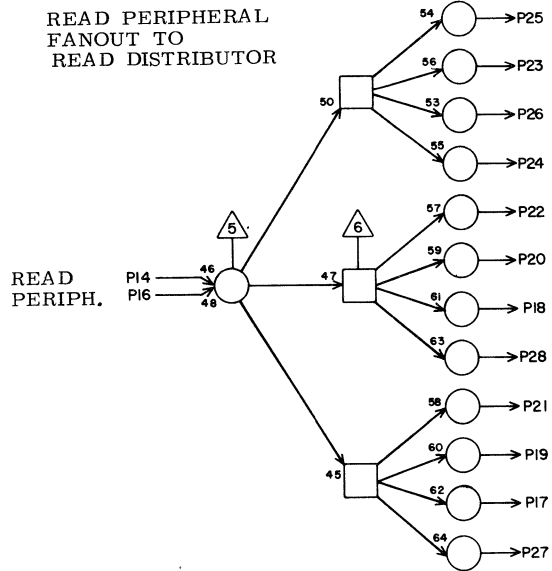 READ PERIPHERAL
FANOUT TO
READ DISTRIBUTOR
54
P25
56
P23
50
53
P26
55
P24
5
6
57
P22
59
P20
READ
PERIPH.
P14
P16
46
48
47
61
P18
63
P28
58
P21
60
P19
45
62
P17
64
P27